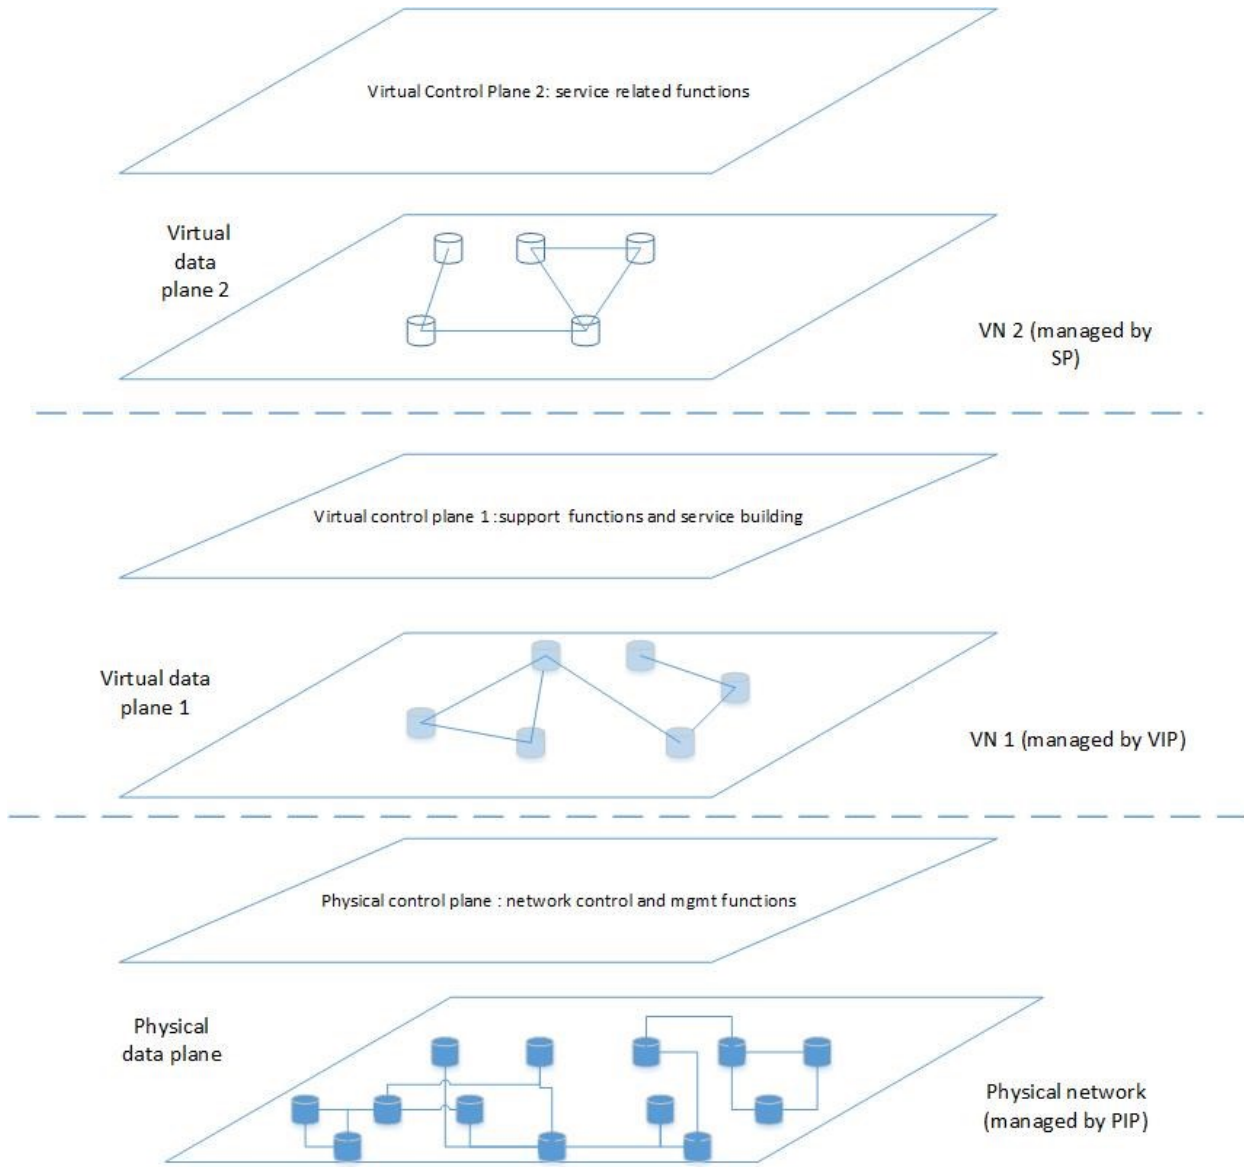 Virtual Control Plane 2: service related functions
Virtual
data
plane 2
VN 2 (managed by
SP)
Virtual control plane 1 :support functions and service building
Virtual data
plane 1
VN 1 (managed by VIP)
Physical control plane : network control and mgmt functions
Physical
data plane
Physical network
(managed by PIP)